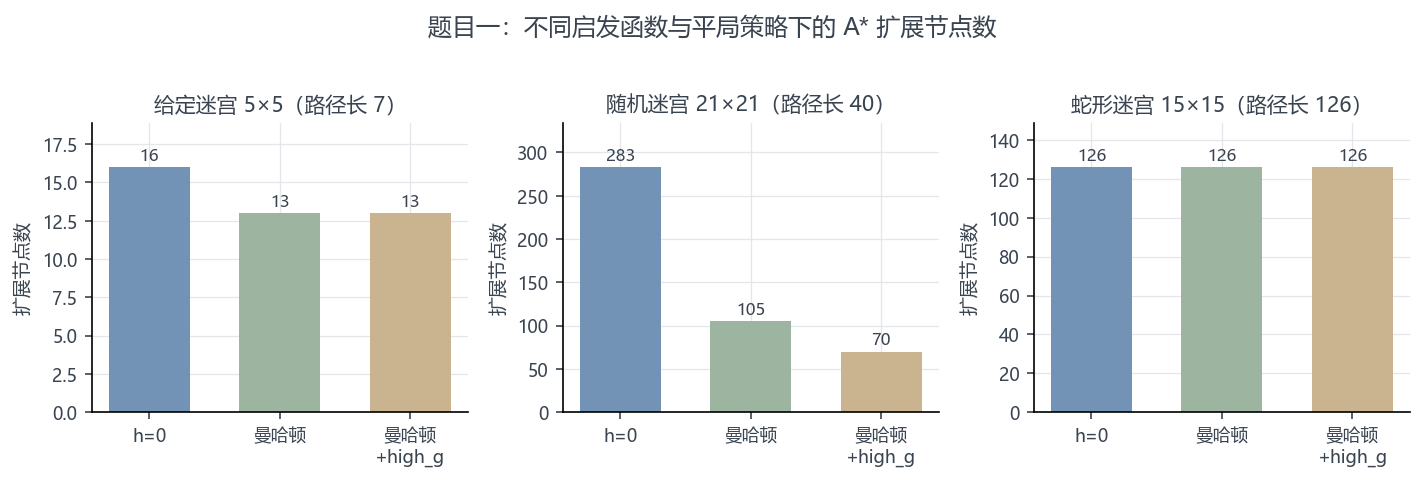 题目一：不同启发函数与平局策略下的 A* 扩展节点数
给定迷宫 5×5（路径长 7）
扩展节点数
17.5
15.0
12.5
10.0
7.5
5.0
2.5
0.0
16
13
13
h=0
曼哈顿
曼哈顿
+high_g
随机迷宫 21×21（路径长 40）
扩展节点数
300
250
200
150
100
50
0
283
105
70
h=0
曼哈顿
曼哈顿
+high_g
蛇形迷宫 15×15（路径长 126）
扩展节点数
140
120
100
80
60
40
20
0
126
126
126
h=0
曼哈顿
曼哈顿
+high_g